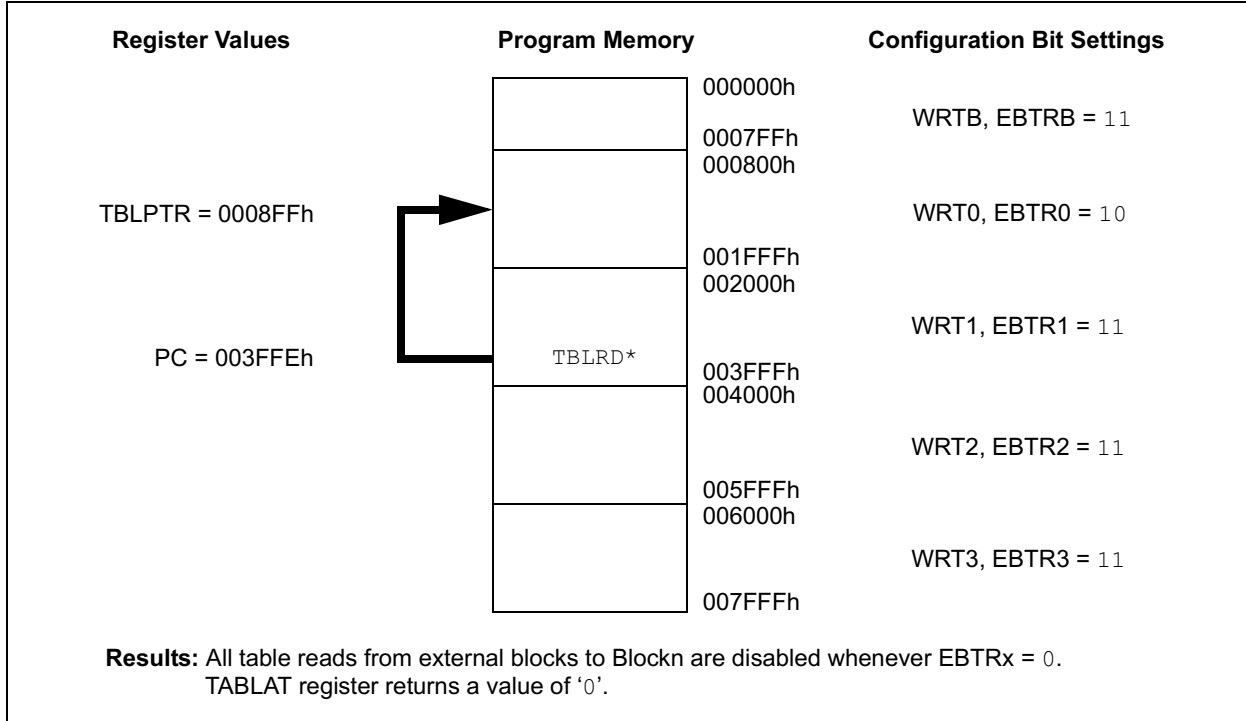 Register Values Program Memory Configuration Bit Settings
000000h
WRTB, EBTRB = 11
0007FFh
000800h
TBLPTR = 0008FFh WRT0, EBTR0 = 10
001FFFh
002000h
WRT1, EBTR1 = 11
PC = 003FFEh TBLRD*
003FFFh
004000h
WRT2, EBTR2 = 11
005FFFh
006000h
WRT3, EBTR3 = 11
007FFFh
Results: All table reads from external blocks to Blockn are disabled whenever EBTRx = 0.
TABLAT register returns a value of ‘0’.